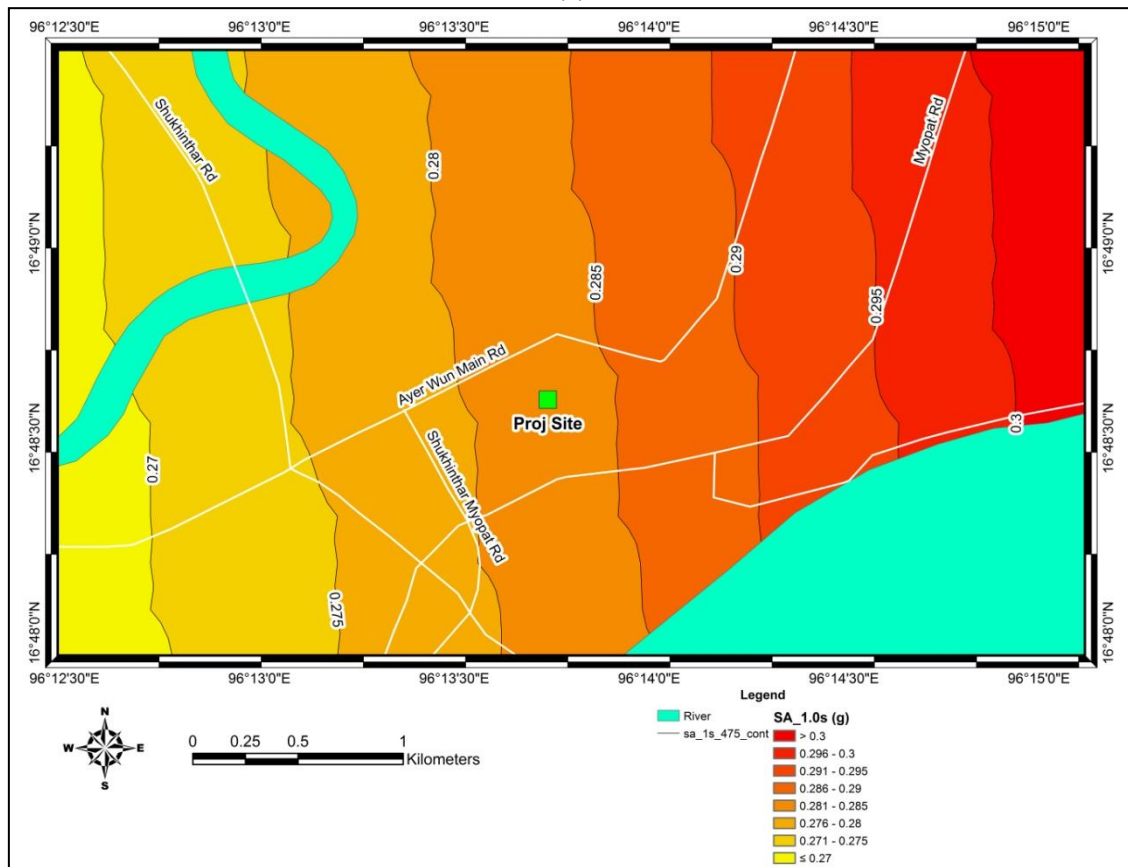 96°12'30"E 96°13'0"E 96°13'30"E 96°14'0"E 96°14'30"E 96°15'0"E
16°49'0"N
16°48'30"N
16°48'0"N
Shukhinthar Rd
Myopat Rd
0.28
0.285
0.29
0.295
Ayer Wun Main Rd
Proj Site
0.3
0.27
Shukhinthar Myopat Rd
0.275
16°49'0"N
16°48'30"N
16°48'0"N
96°12'30"E 96°13'0"E 96°13'30"E 96°14'0"E 96°14'30"E 96°15'0"E
N
W E
S
0 0.25 0.5 1
Kilometers
Legend
River
sa_1s_475_cont
SA_1.0s (g)
> 0.3
0.296 - 0.3
0.291 - 0.295
0.286 - 0.29
0.281 - 0.285
0.276 - 0.28
0.271 - 0.275
≤ 0.27